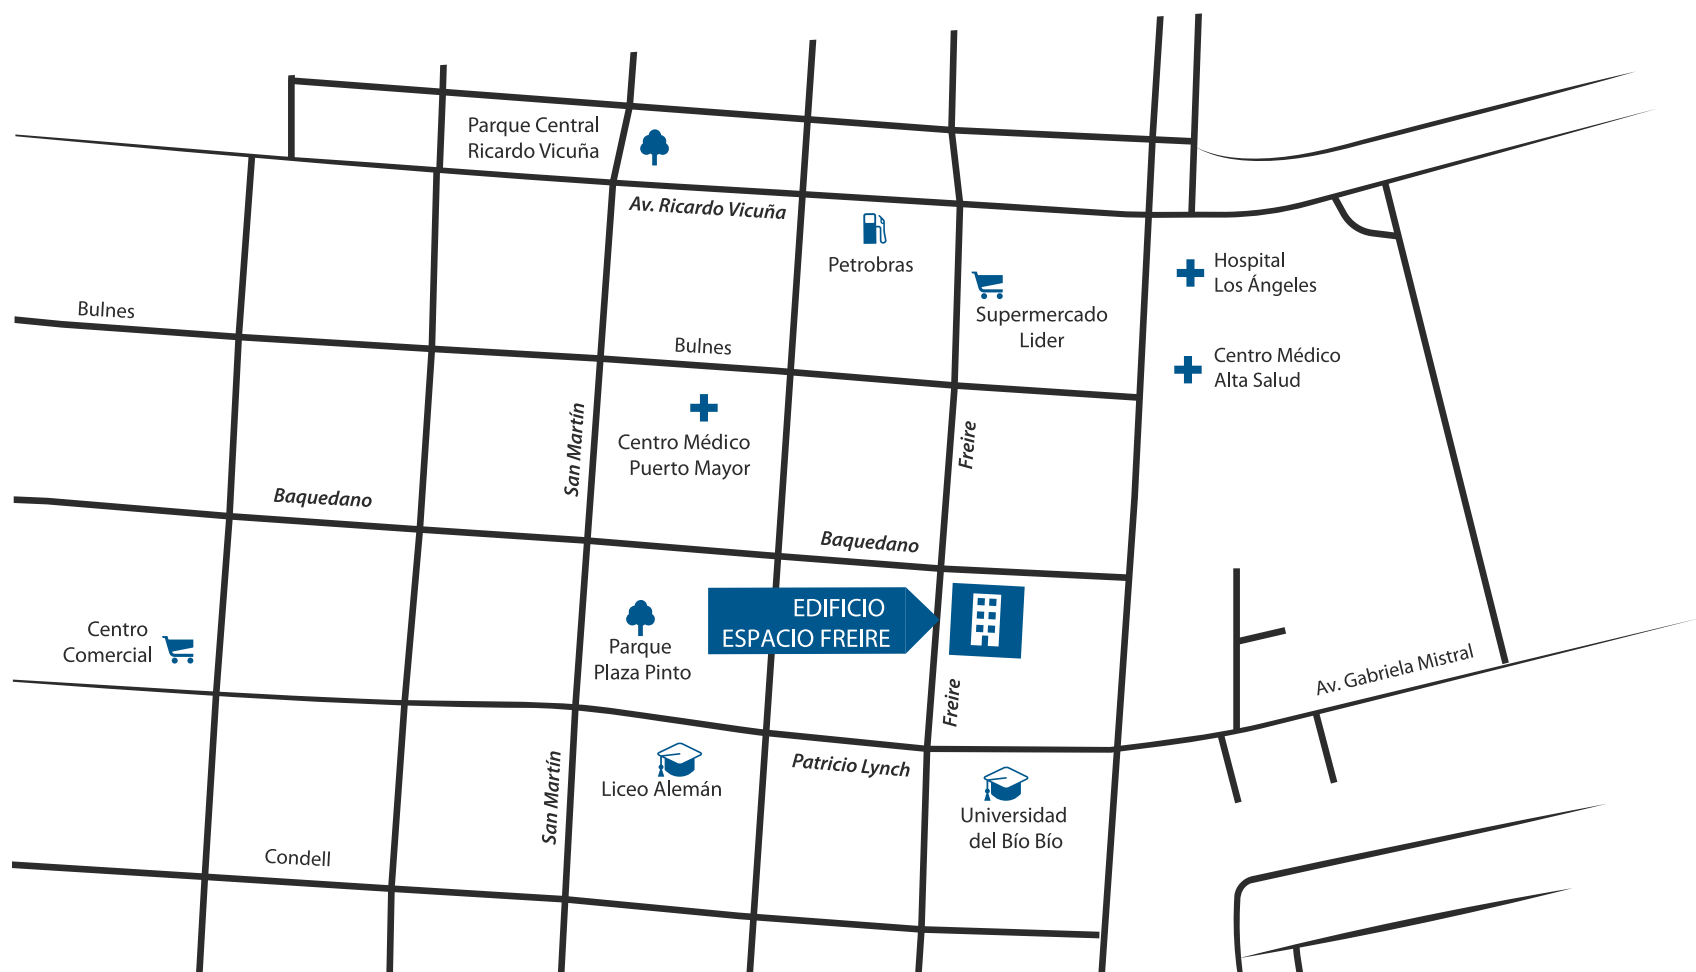 Parque Central
Ricardo Vicuña
Av. Ricardo Vicuña
Petrobras
Hospital
Los Ángeles
Supermercado
Lider
Bulnes
Bulnes
Centro Médico
Alta Salud
San Martín
Centro Médico
Puerto Mayor
Freire
Baquedano
Baquedano
EDIFICIO
ESPACIO FREIRE
Centro
Comercial
Parque
Plaza Pinto
Freire
Av. Gabriela Mistral
San Martín
Liceo Alemán
Patricio Lynch
Universidad
del Bío Bío
Condell